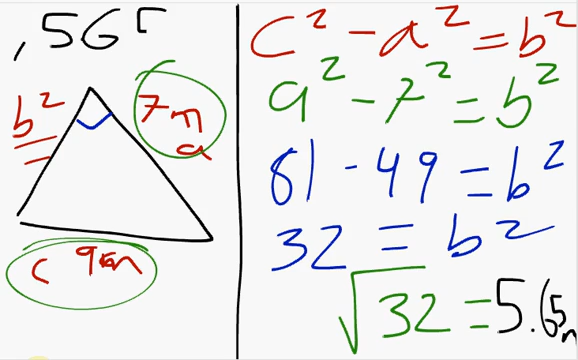 ,565
b²
7m
a
c 9m
c² - a² = b²
9² - 7² = b²
81 - 49 = b²
32 = b²
√32 = 5.65m